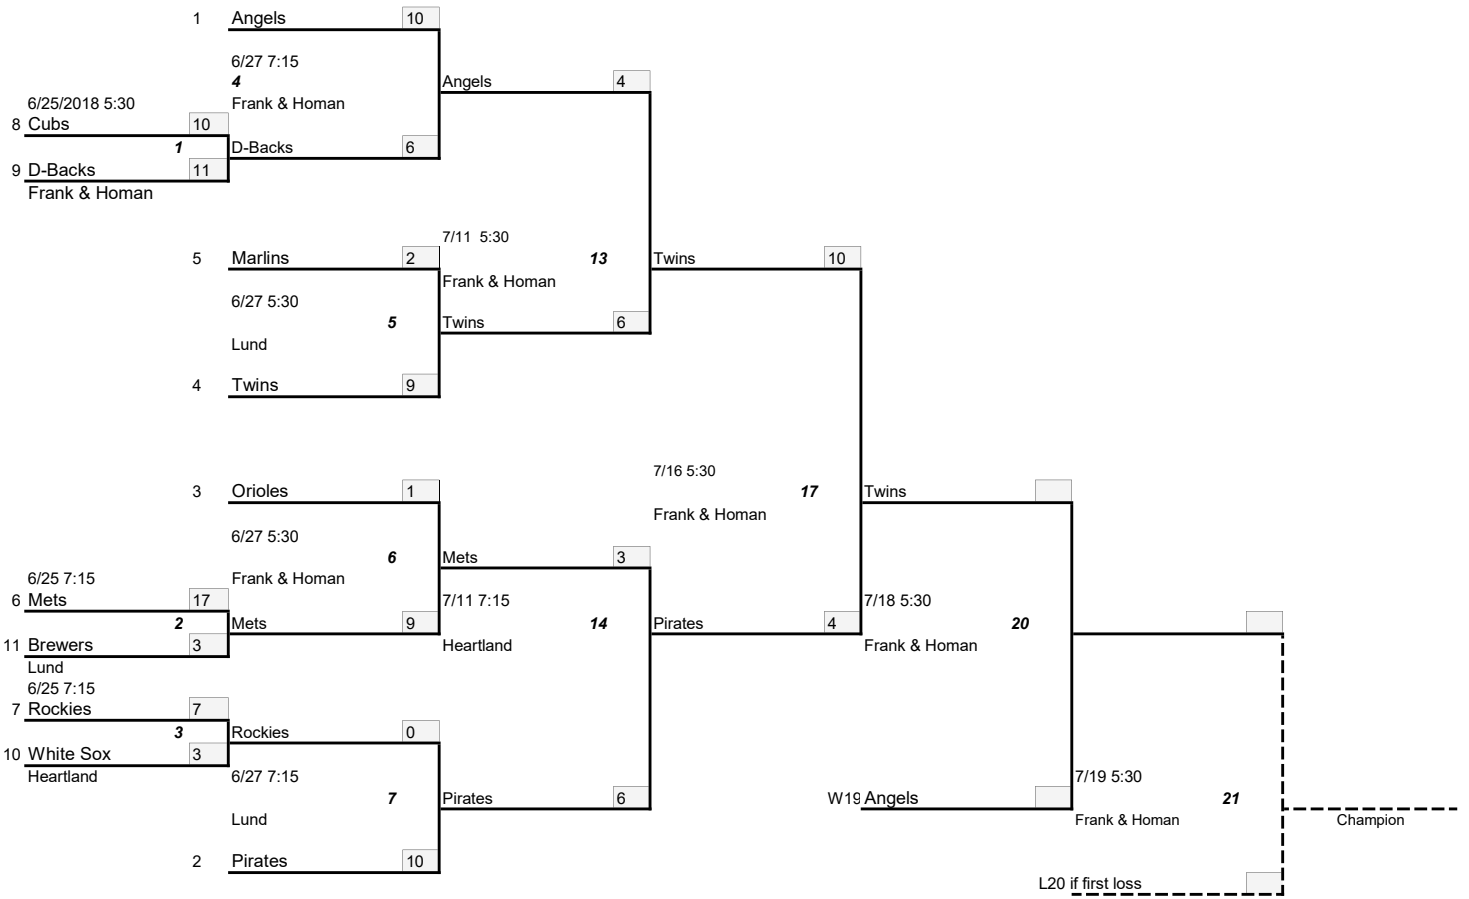 1 Angels 10
6/27 7:15
4
Frank & Homan
6/25/2018 5:30
8 Cubs 10
1
9 D-Backs 11
Frank & Homan
D-Backs 6
Angels 4
5 Marlins 2
6/27 5:30
5
Lund
4 Twins 9
7/11 5:30
13
Frank & Homan
Twins 6
Twins 10
3 Orioles 1
6/27 5:30
6
Frank & Homan
6/25 7:15
6 Mets 17
2
11 Brewers 3
Lund
Mets 9
6/25 7:15
7 Rockies 7
3
10 White Sox 3
Heartland
Rockies 0
6/27 7:15
7
Lund
2 Pirates 10
Mets 3
7/11 7:15
14
Heartland
Pirates 6
7/16 5:30
17
Frank & Homan
Pirates 4
Twins
7/18 5:30
20
Frank & Homan
W19 Angels
7/19 5:30
21
Frank & Homan
L20 if first loss
Champion